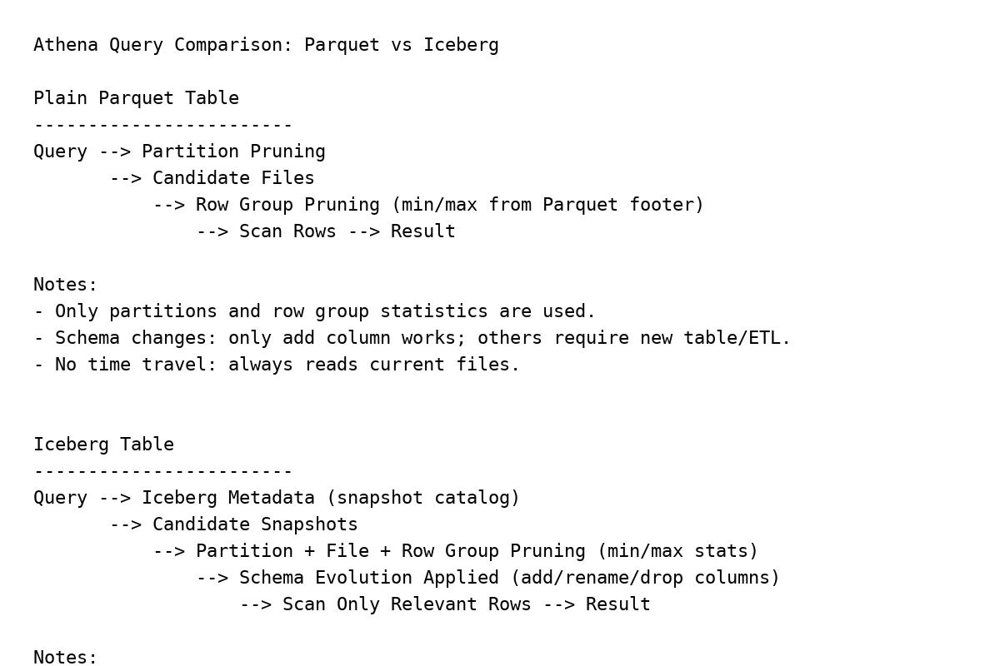 Athena Query Comparison: Parquet vs Iceberg
Plain Parquet Table
------------------------
Query --> Partition Pruning
--> Candidate Files
--> Row Group Pruning (min/max from Parquet footer)
--> Scan Rows --> Result
Notes:
- Only partitions and row group statistics are used.
- Schema changes: only add column works; others require new table/ETL.
- No time travel: always reads current files.
Iceberg Table
------------------------
Query --> Iceberg Metadata (snapshot catalog)
--> Candidate Snapshots
--> Partition + File + Row Group Pruning (min/max stats)
--> Schema Evolution Applied (add/rename/drop columns)
--> Scan Only Relevant Rows --> Result
Notes: